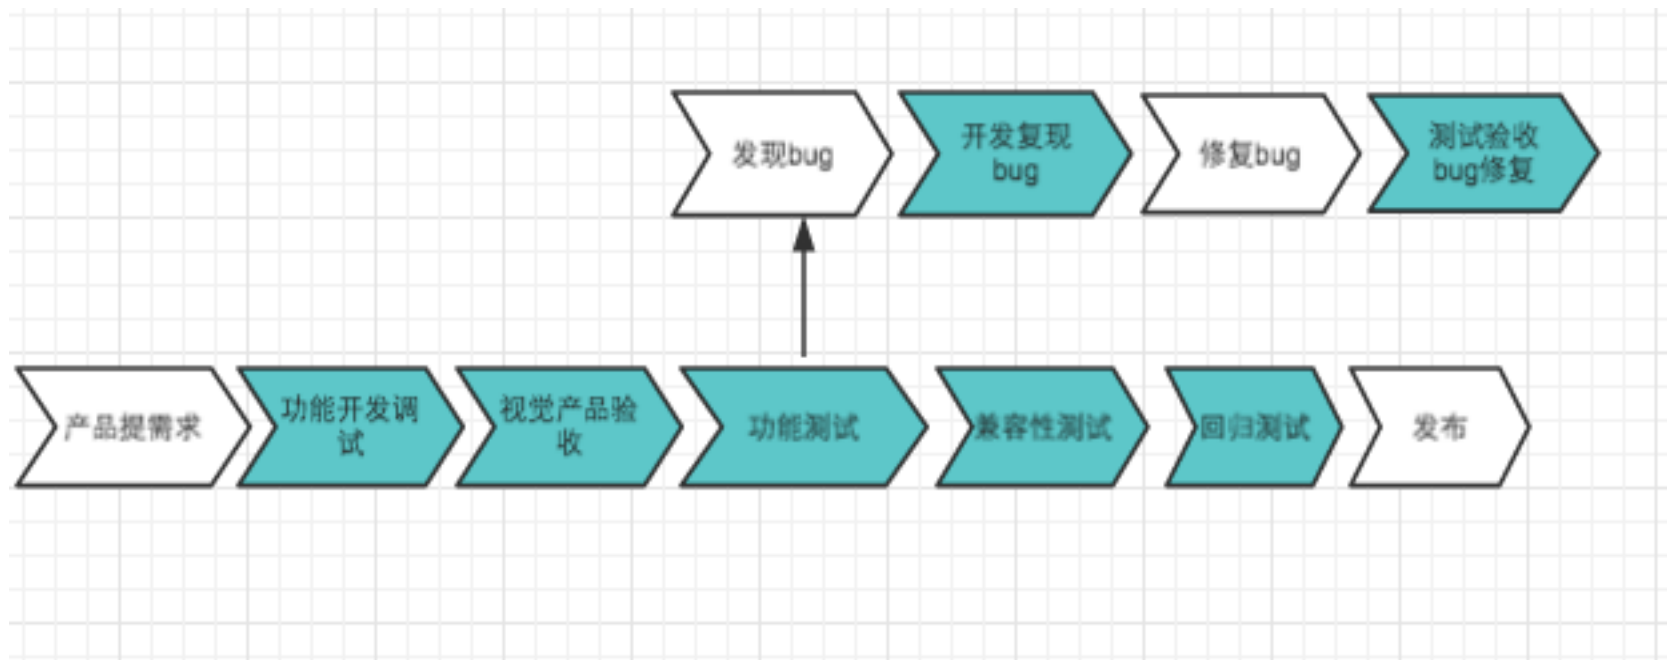 发现bug
开发复现
bug
修复bug
测试验收
bug修复
产品提需求
功能开发调
试
视觉产品验
收
功能测试
兼容性测试
回归测试
发布